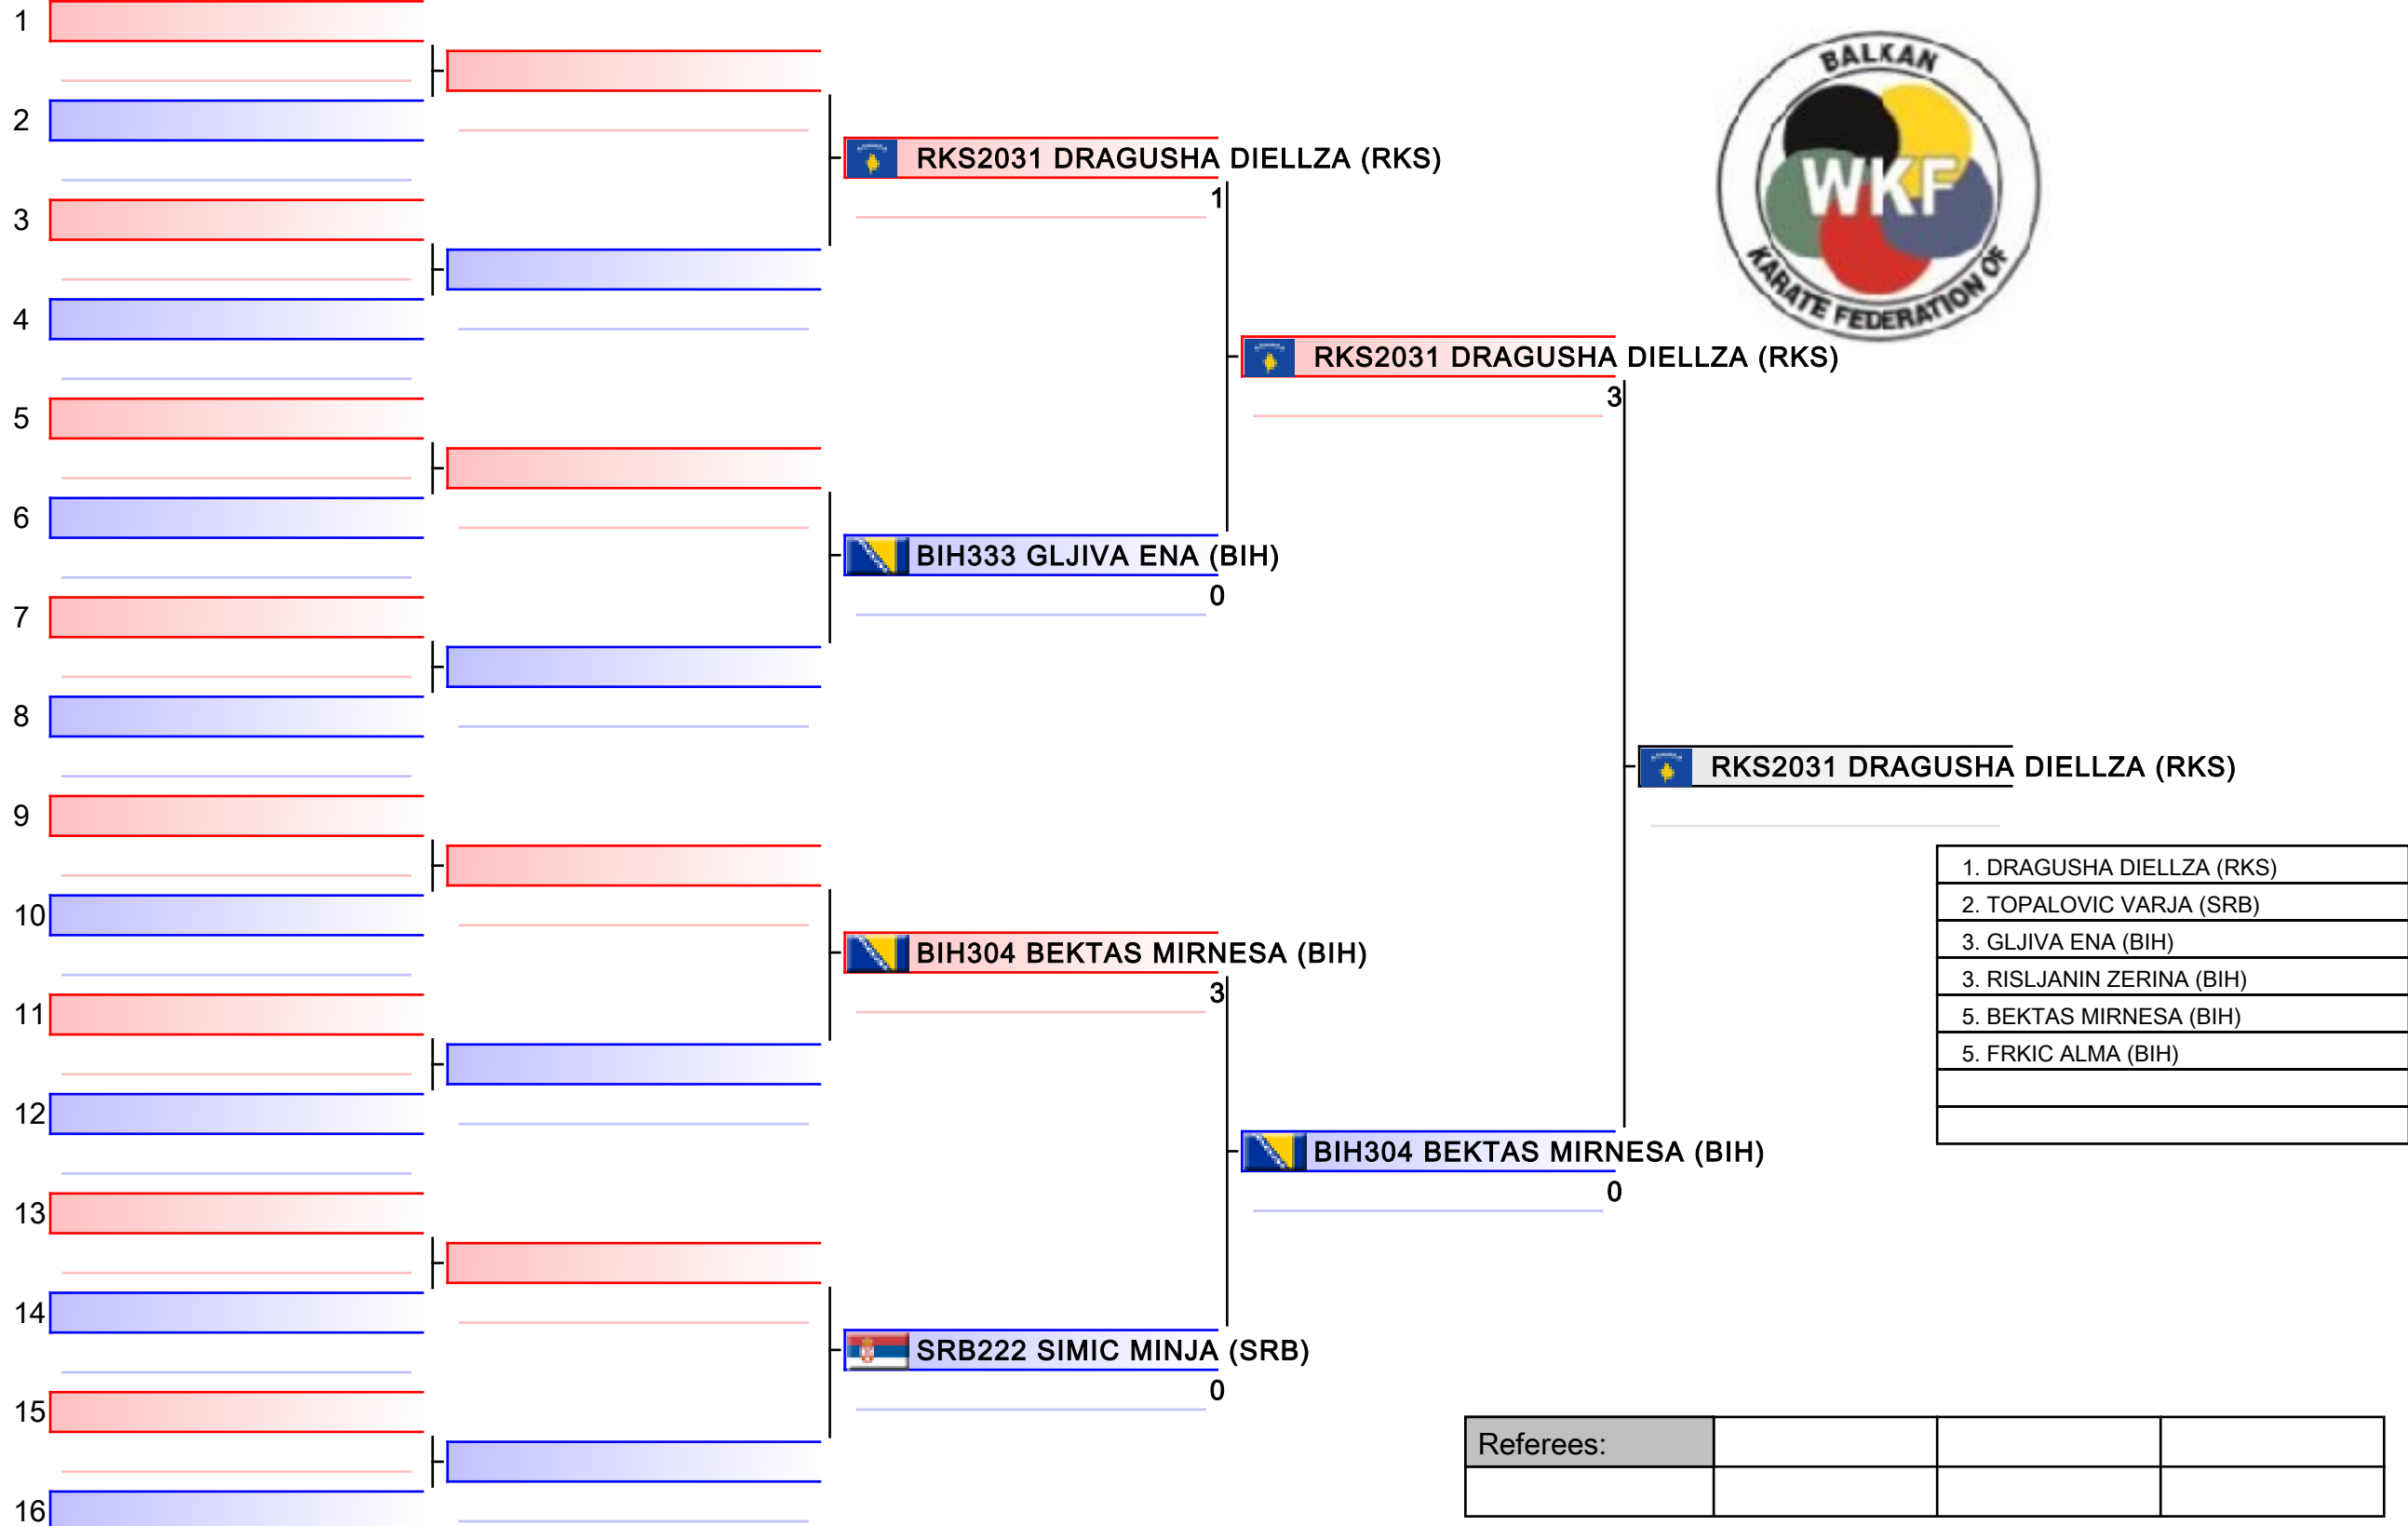 1
2
3
4
5
6
7
8
9
10
11
12
13
14
15
16
RKS2031 DRAGUSHA DIELLZA (RKS)
1
BIH333 GLJIVA ENA (BIH)
0
BIH304 BEKTAS MIRNESA (BIH)
3
SRB222 SIMIC MINJA (SRB)
0
RKS2031 DRAGUSHA DIELLZA (RKS)
3
BIH304 BEKTAS MIRNESA (BIH)
0
RKS2031 DRAGUSHA DIELLZA (RKS)
BALKAN
WKF
KARATE FEDERATION OF
1. DRAGUSHA DIELLZA (RKS)
2. TOPALOVIC VARJA (SRB)
3. GLJIVA ENA (BIH)
3. RISLJANIN ZERINA (BIH)
5. BEKTAS MIRNESA (BIH)
5. FRKIC ALMA (BIH)
Referees: